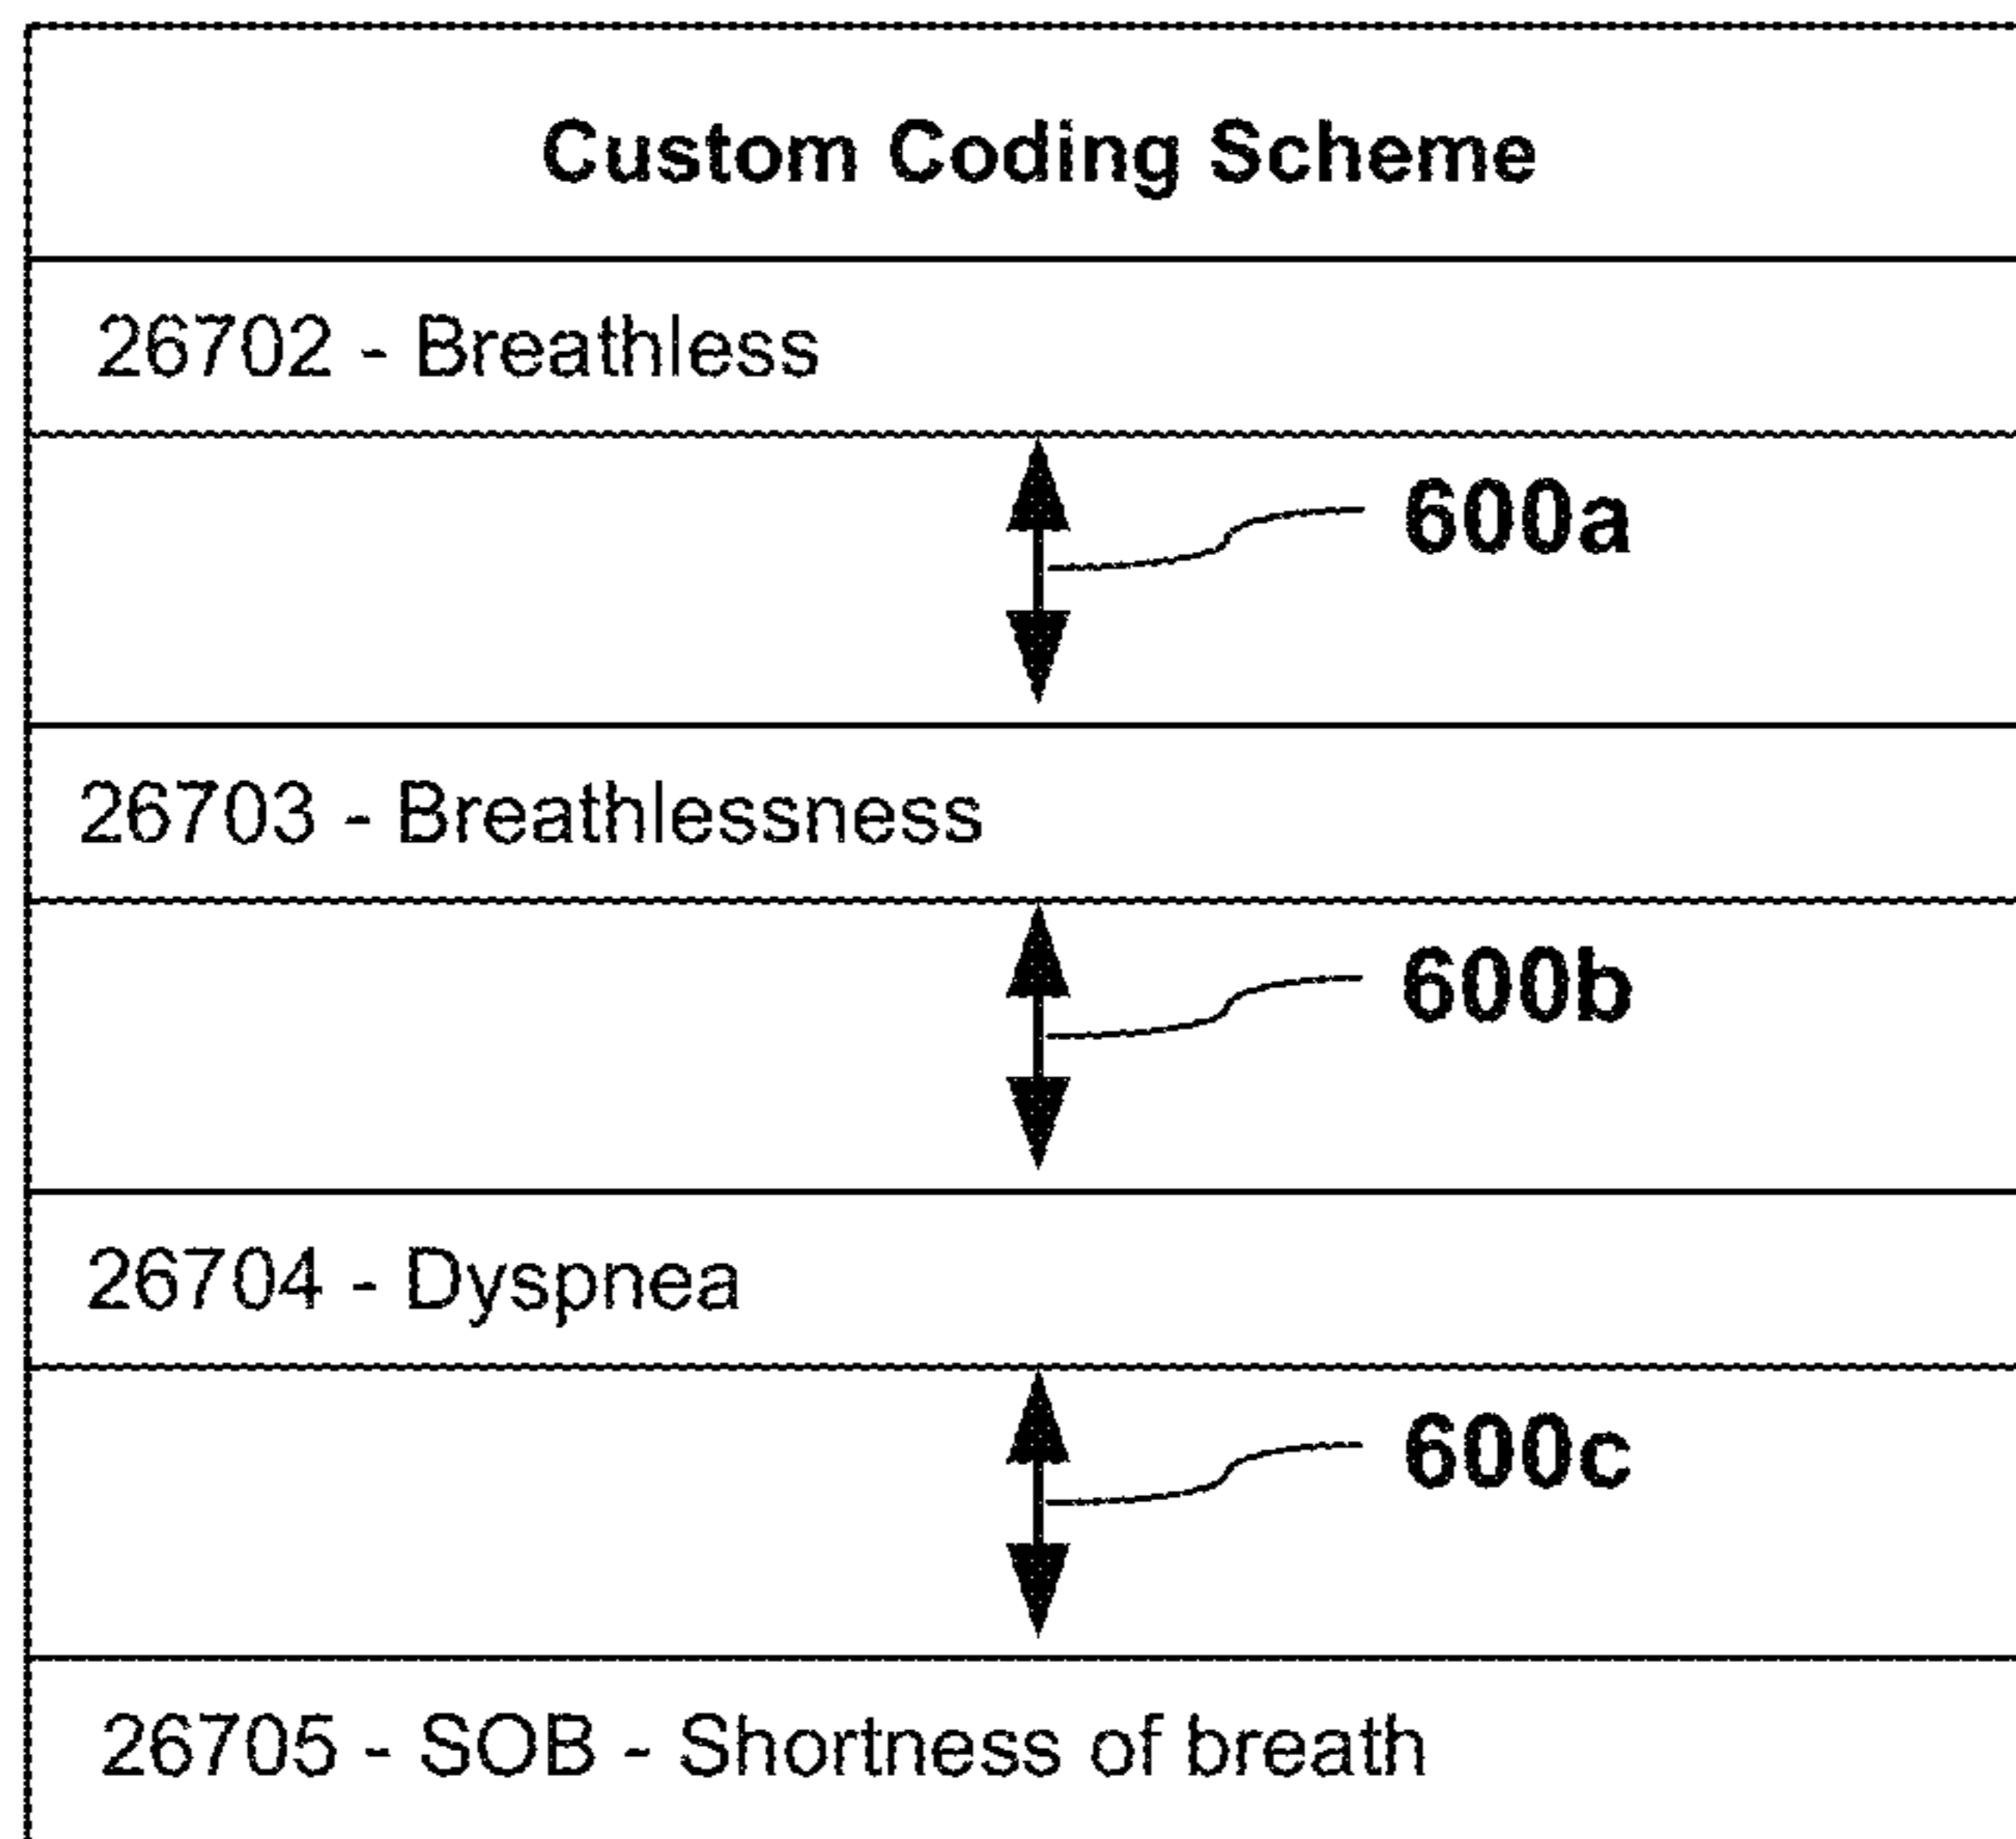 Custom Coding Scheme
26702 - Breathless
600a
26703 - Breathlessness
600b
26704 - Dyspnea
600c
26705 - SOB - Shortness of breath